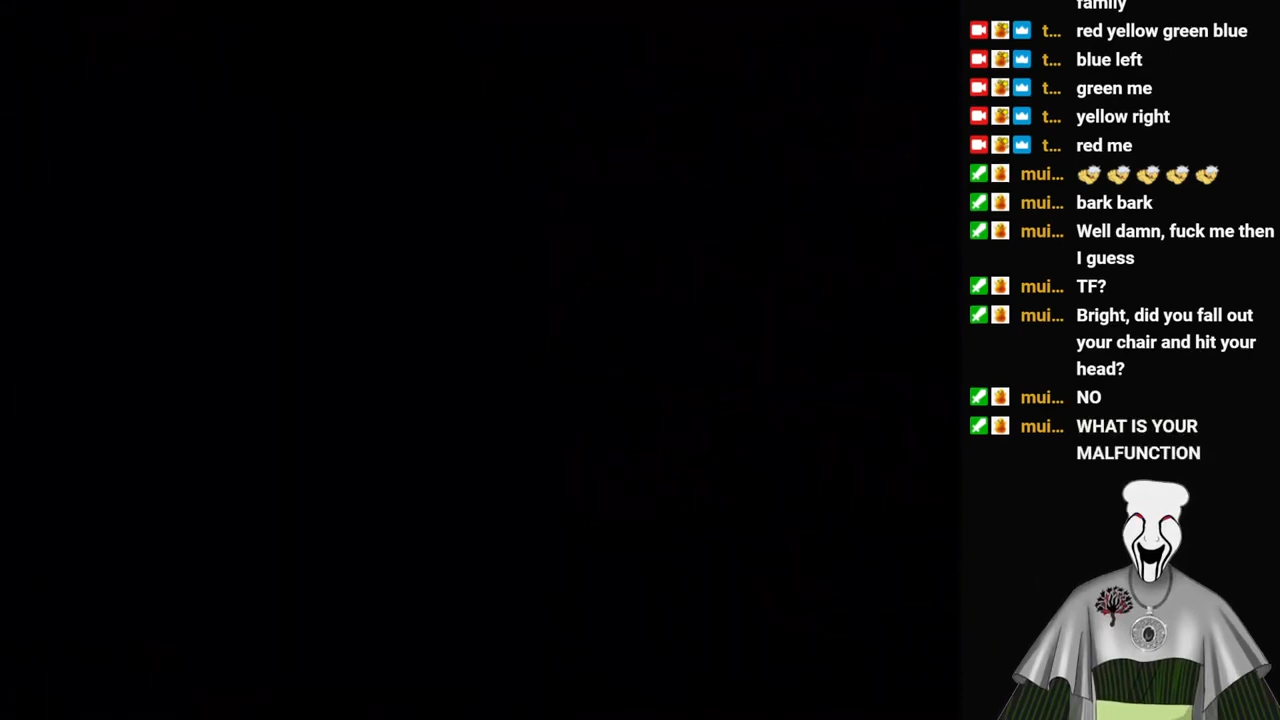 family
t... red yellow green blue
t... blue left
t... green me
t... yellow right
t... red me
mui...
mui... bark bark
mui... Well damn, fuck me then
I guess
mui... TF?
mui... Bright, did you fall out
your chair and hit your
head?
mui... NO
mui... WHAT IS YOUR
MALFUNCTION